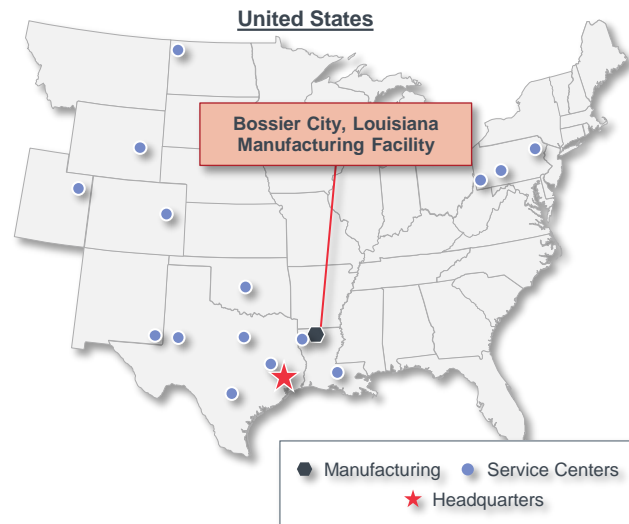 United States
Bossier City, Louisiana
Manufacturing Facility
Manufacturing
Service Centers
Headquarters